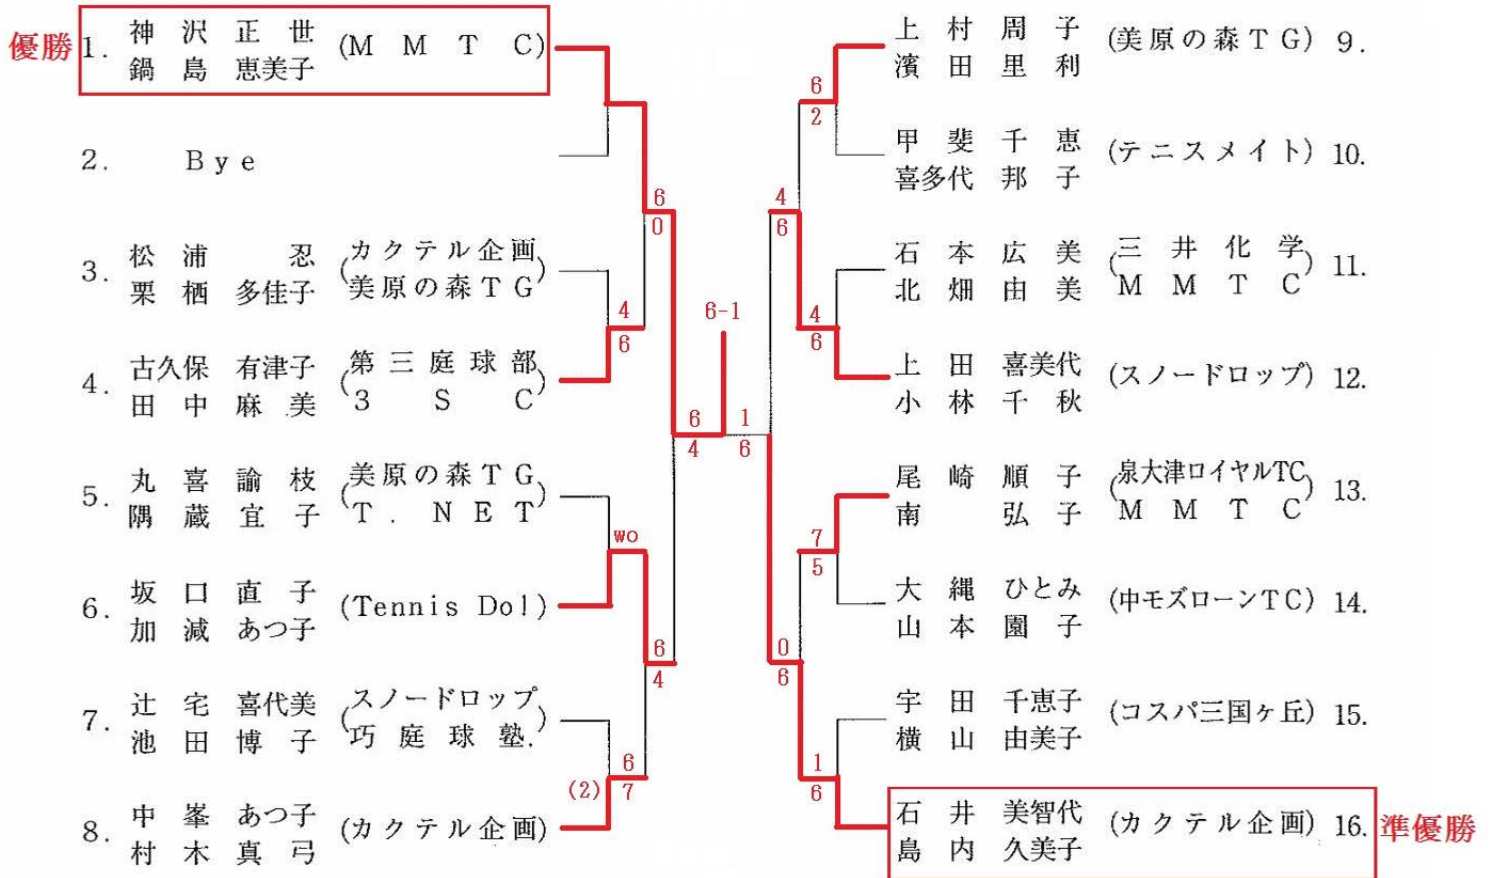 優勝
1. 神沢正世 (MMTC)
鍋島恵美子
2. Bye
3. 松浦忍 (カクテル企画
栗栖多佳子 美原の森TG)
4. 古久保有津子 (第三庭球部
田中麻美 3SC)
5. 丸喜諭枝 (美原の森TG
隅蔵宜子 T.NET)
6. 坂口直子 (Tennis Do!)
加減あつ子
7. 辻宅喜代美 (スノードロップ
池田博子 巧庭球塾.)
8. 中峯あつ子 (カクテル企画)
村木真弓
6
0
4
6
wo
6
4
6
(2) 7
6
4
6-1
1
6
4
6
6
2
4
6
7
5
0
6
1
6
上村周子 (美原の森TG) 9.
濱田里利
甲斐千恵 (テニスメイト) 10.
喜多代邦子
石本広美 (三井化学 11.
北畑由美 MMTC)
上田喜美代 (スノードロップ) 12.
小林千秋
尾崎順子 (泉大津ロイヤルTC 13.
南弘子 MMTC)
大縄ひとみ (中モズローンTC) 14.
山本園子
宇田千恵子 (コスパ三国ヶ丘) 15.
横山由美子
石井美智代 (カクテル企画) 16.
島内久美子
準優勝